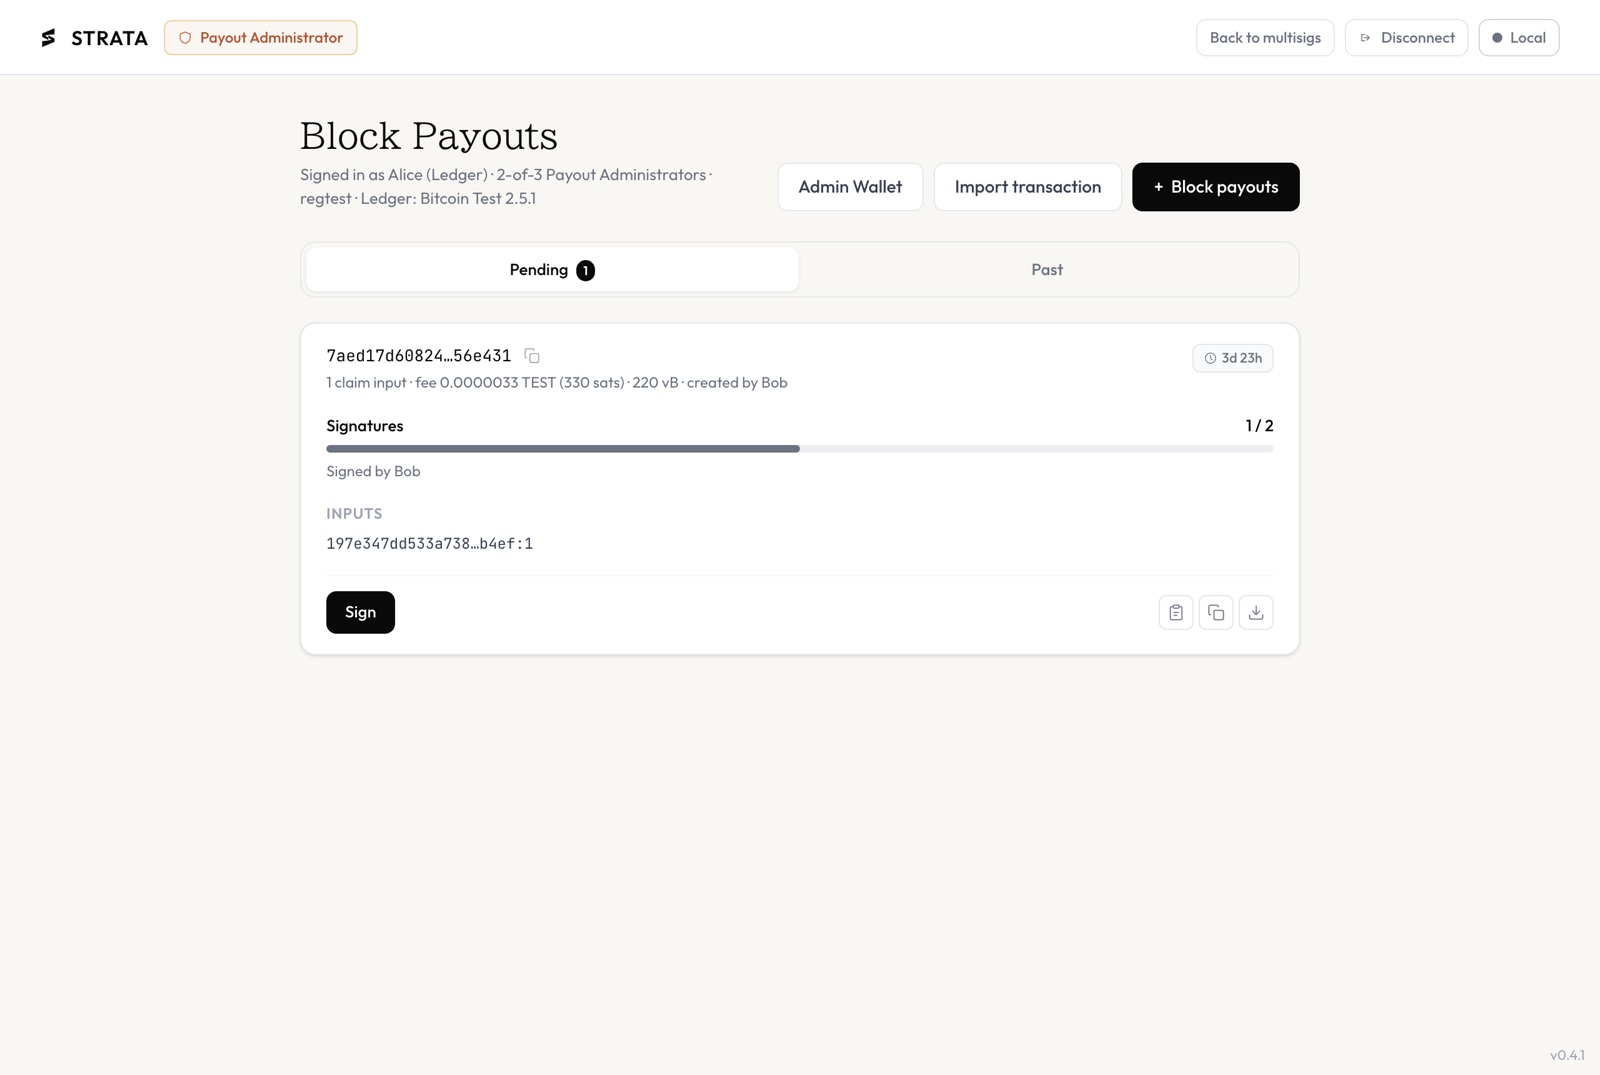 STRATA
Payout Administrator
Back to multisigs
Disconnect
Local
Block Payouts
Signed in as Alice (Ledger) · 2-of-3 Payout Administrators ·
regtest · Ledger: Bitcoin Test 2.5.1
Admin Wallet
Import transaction
+ Block payouts
Pending 1
Past
7aed17d60824…56e431
3d 23h
1 claim input · fee 0.0000033 TEST (330 sats) · 220 vB · created by Bob
Signatures
1 / 2
Signed by Bob
INPUTS
197e347dd533a738…b4ef:1
Sign
v0.4.1